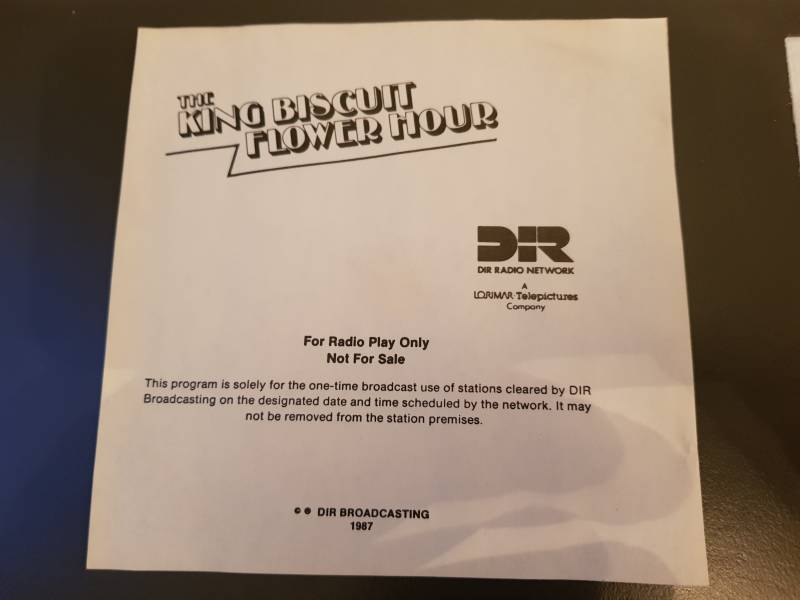 THE
KING BISCUIT
FLOWER HOUR
DIR
DIR RADIO NETWORK
A
LORIMAR·Telepictures
Company
For Radio Play Only
Not For Sale
This program is solely for the one-time broadcast use of stations cleared by DIR
Broadcasting on the designated date and time scheduled by the network. It may
not be removed from the station premises.
© ℗ DIR BROADCASTING
1987